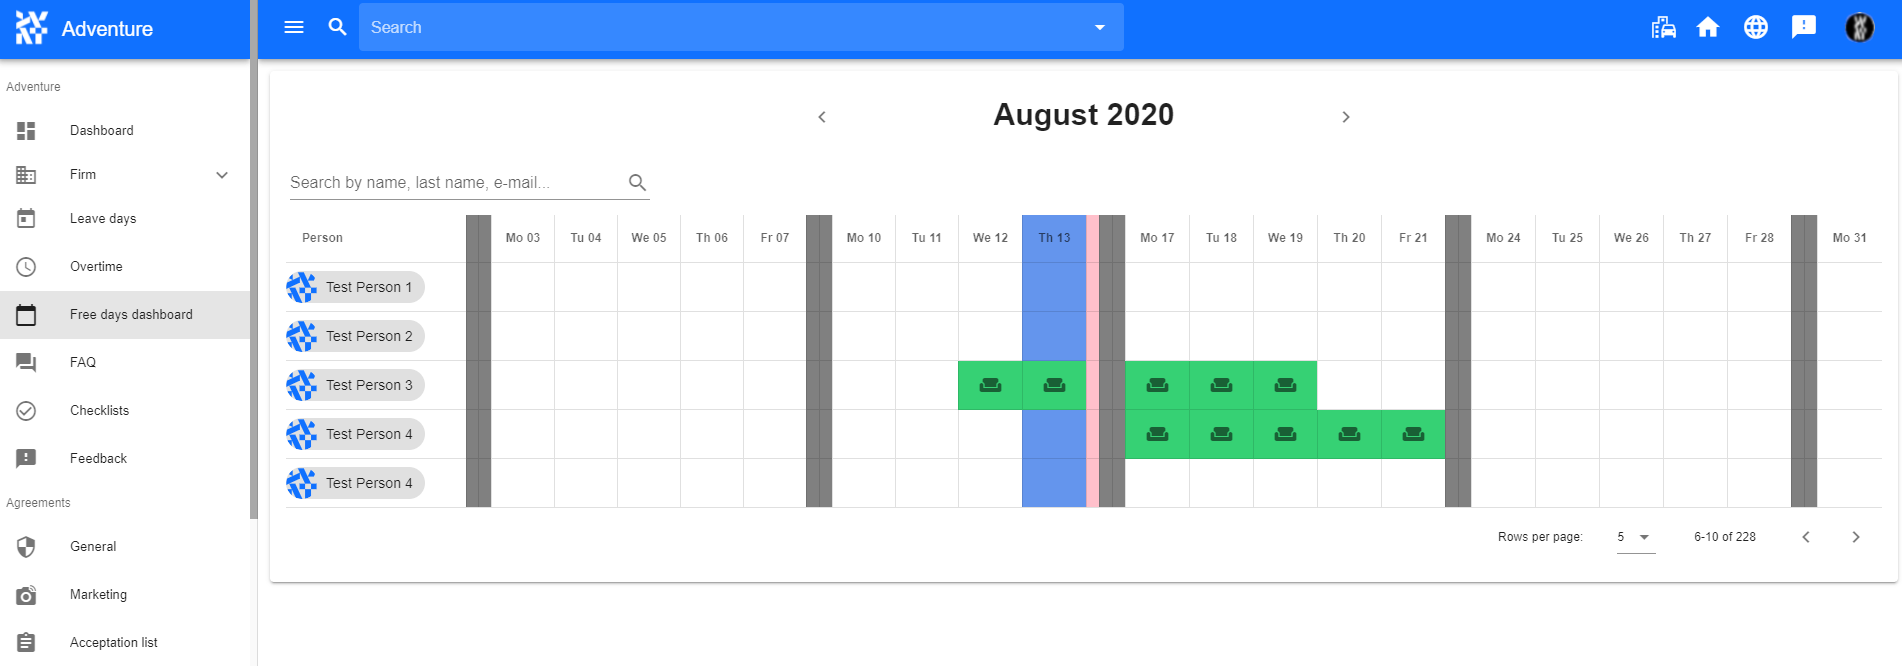 Adventure
Search
Adventure
Dashboard
Firm
Leave days
Overtime
Free days dashboard
FAQ
Checklists
Feedback
Agreements
General
Marketing
Acceptation list
August 2020
Search by name, last name, e-mail...
Person Mo 03 Tu 04 We 05 Th 06 Fr 07 Mo 10 Tu 11 We 12 Th 13 Mo 17 Tu 18 We 19 Th 20 Fr 21 Mo 24 Tu 25 We 26 Th 27 Fr 28 Mo 31
Test Person 1
Test Person 2
Test Person 3
Test Person 4
Test Person 4
Rows per page: 5 6-10 of 228